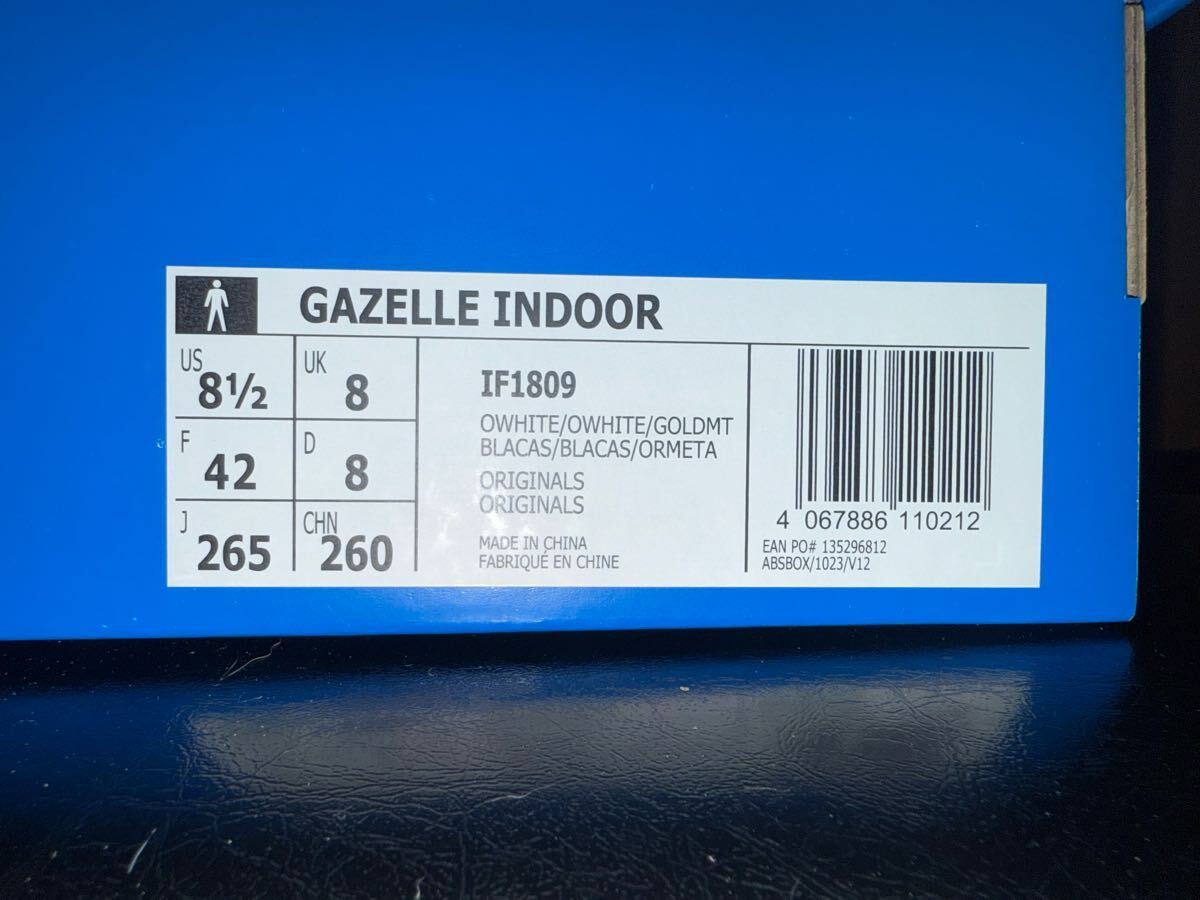 GAZELLE INDOOR
US 8½
UK 8
F 42
D 8
J 265
CHN 260
IF1809
OWHITE/OWHITE/GOLDMT
BLACAS/BLACAS/ORMETA
ORIGINALS
ORIGINALS
MADE IN CHINA
FABRIQUÉ EN CHINE
4 067886 110212
EAN PO# 135296812
ABSBOX/1023/V12